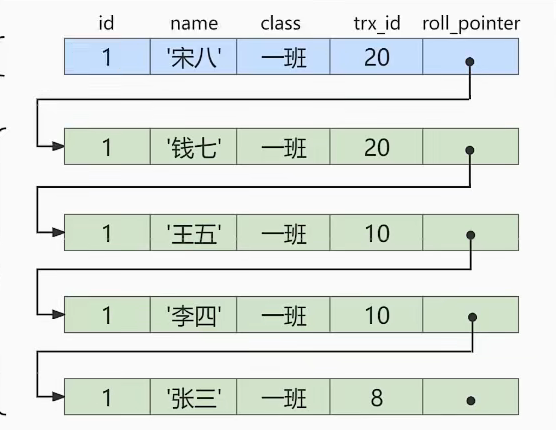 id name class trx_id roll_pointer
1 '宋八' 一班 20
1 '钱七' 一班 20
1 '王五' 一班 10
1 '李四' 一班 10
1 '张三' 一班 8